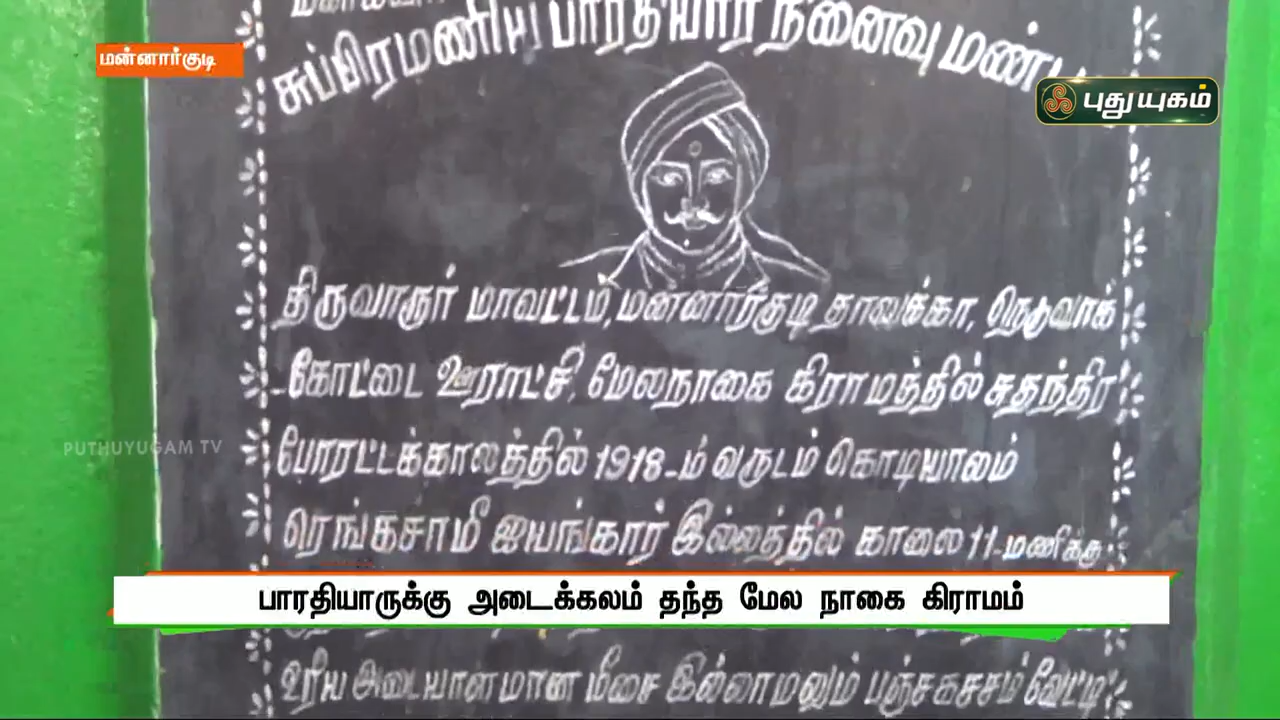 சுப்பிரமணிய பாரதியார் நினைவு மண்
மன்னார்குடி
புதுயுகம்
திருவாரூர் மாவட்டம், மன்னார்குடி தாலுக்கா, நெடுவாக்
கோட்டை ஊராட்சி, மேலநாகை கிராமத்தில் சுதந்திர
போரட்டக்காலத்தில் 1918-ம் வருடம் கொடியாலம்
PUTHUYUGAM TV
ரெங்கசாமி ஐயங்கார் இல்லத்தில் காலை 11-மணிக்கு
பாரதியாருக்கு அடைக்கலம் தந்த மேல நாகை கிராமம்
உரிய அடையாளமான மீசை இல்லாமலும் பஞ்சகச்சம் வேட்டி